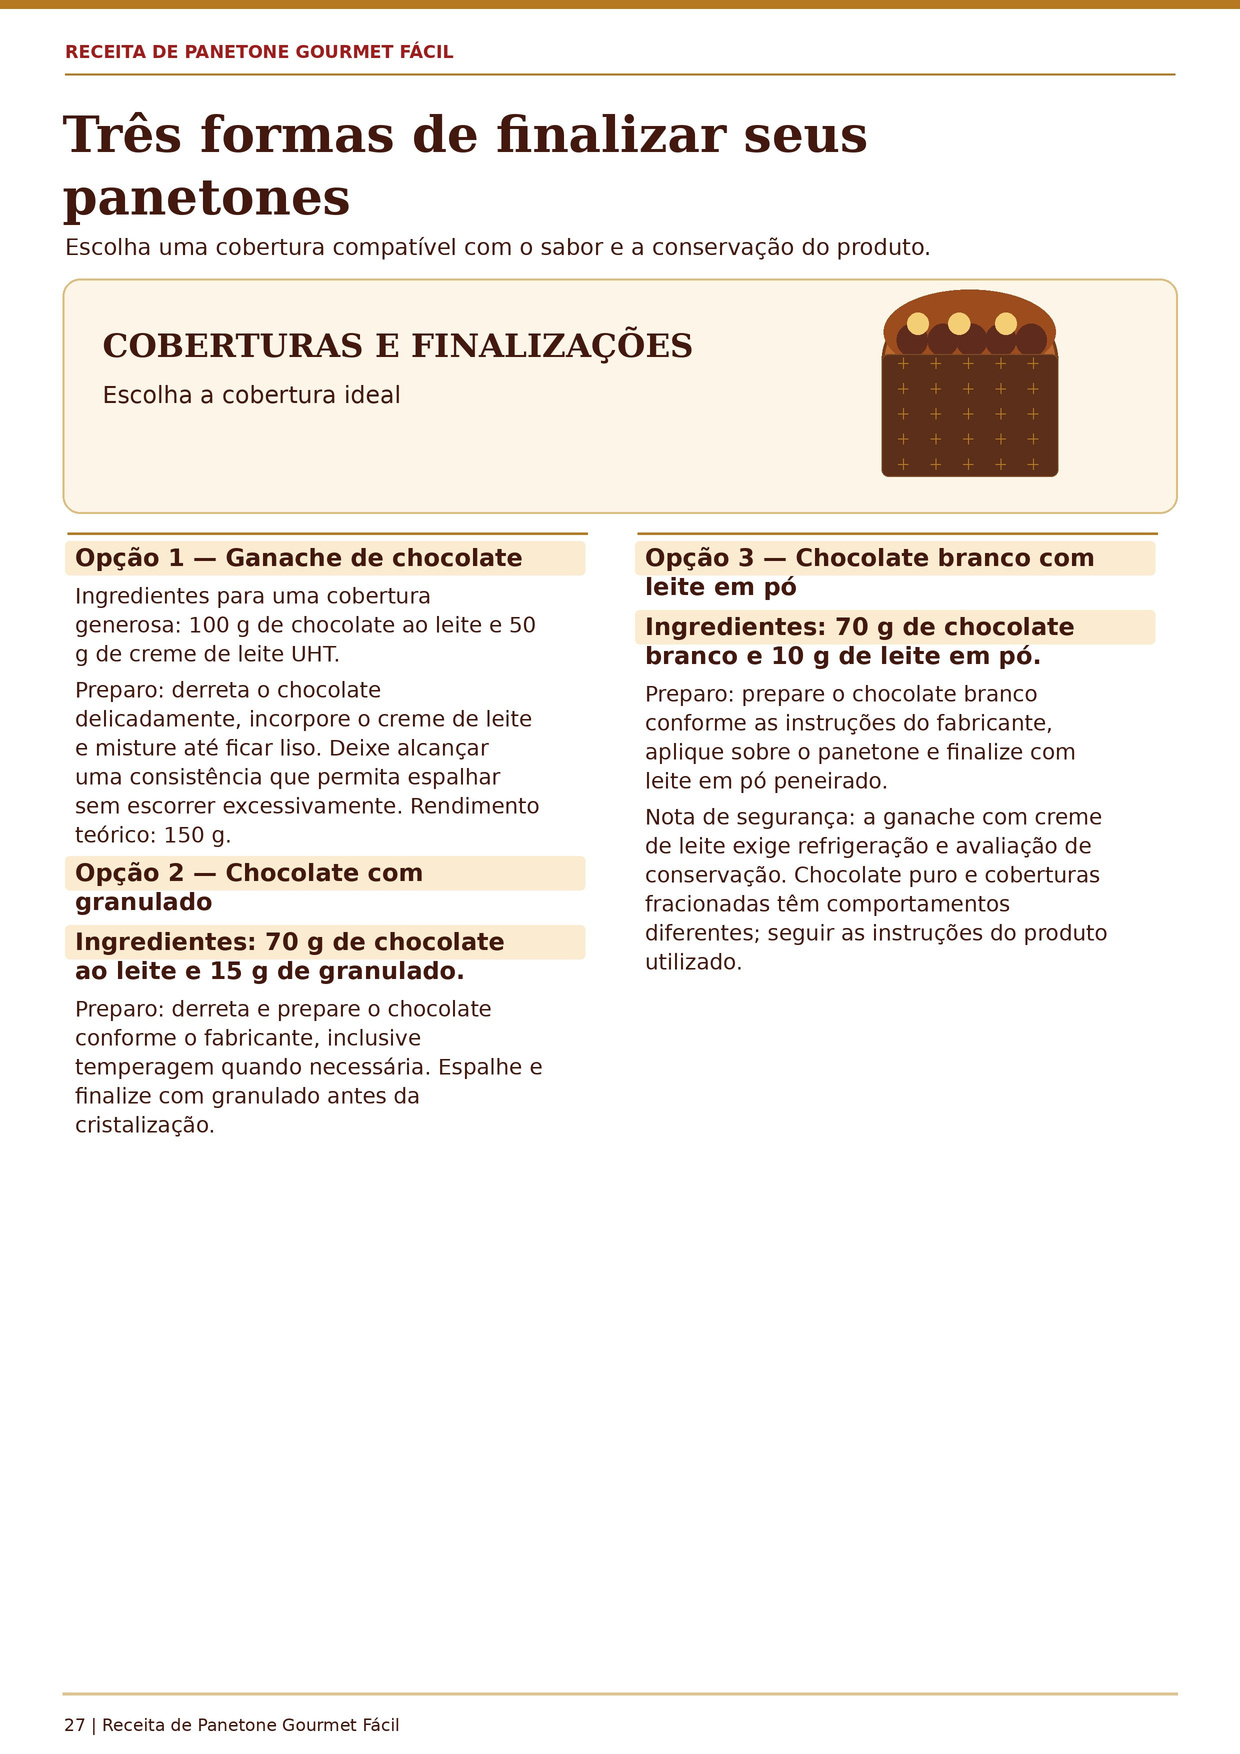 RECEITA DE PANETONE GOURMET FÁCIL
Três formas de finalizar seus
panetones
Escolha uma cobertura compatível com o sabor e a conservação do produto.
COBERTURAS E FINALIZAÇÕES
Escolha a cobertura ideal
Opção 1 — Ganache de chocolate
Ingredientes para uma cobertura
generosa: 100 g de chocolate ao leite e 50
g de creme de leite UHT.
Preparo: derreta o chocolate
delicadamente, incorpore o creme de leite
e misture até ficar liso. Deixe alcançar
uma consistência que permita espalhar
sem escorrer excessivamente. Rendimento
teórico: 150 g.
Opção 2 — Chocolate com
granulado
Ingredientes: 70 g de chocolate
ao leite e 15 g de granulado.
Preparo: derreta e prepare o chocolate
conforme o fabricante, inclusive
temperagem quando necessária. Espalhe e
finalize com granulado antes da
cristalização.
Opção 3 — Chocolate branco com
leite em pó
Ingredientes: 70 g de chocolate
branco e 10 g de leite em pó.
Preparo: prepare o chocolate branco
conforme as instruções do fabricante,
aplique sobre o panetone e finalize com
leite em pó peneirado.
Nota de segurança: a ganache com creme
de leite exige refrigeração e avaliação de
conservação. Chocolate puro e coberturas
fracionadas têm comportamentos
diferentes; seguir as instruções do produto
utilizado.
27 | Receita de Panetone Gourmet Fácil